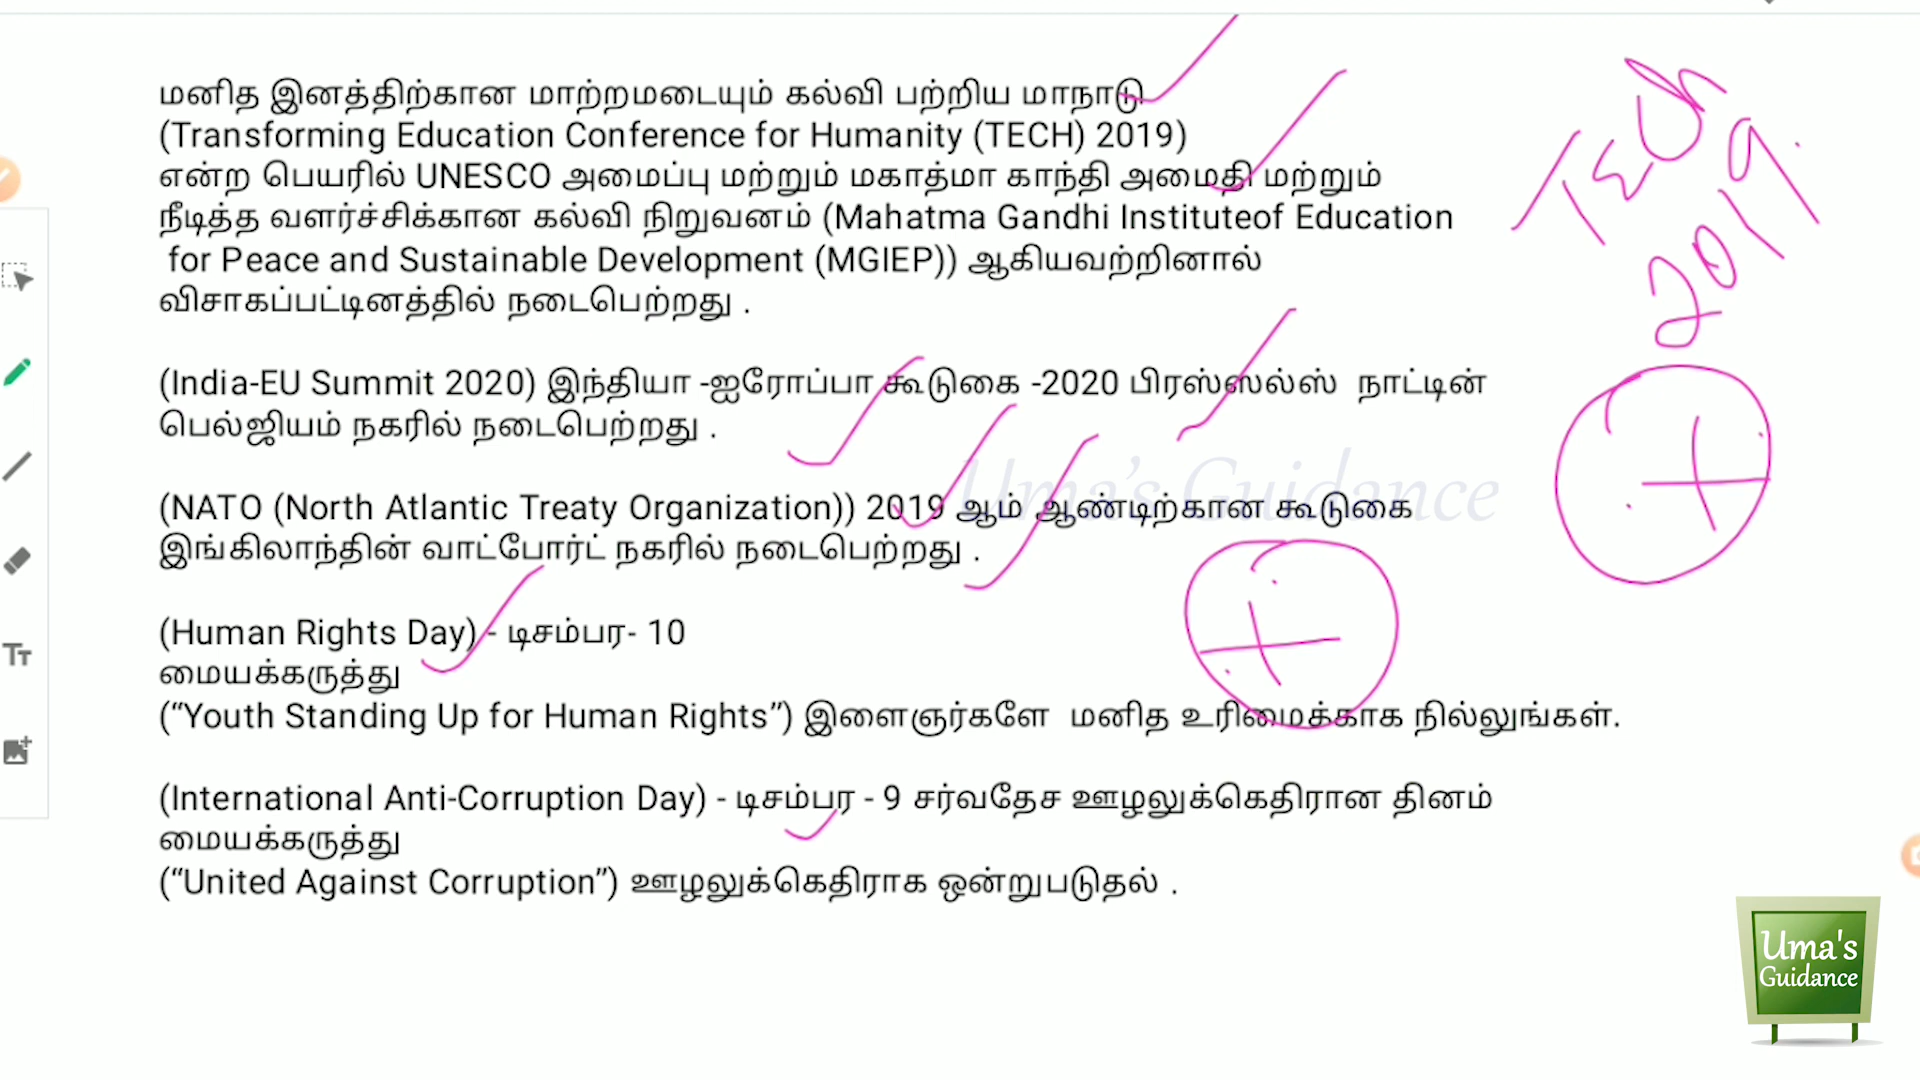 மனித இனத்திற்கான மாற்றமடையும் கல்வி பற்றிய மாநாடு
(Transforming Education Conference for Humanity (TECH) 2019)
என்ற பெயரில் UNESCO அமைப்பு மற்றும் மகாத்மா காந்தி அமைதி மற்றும்
நீடித்த வளர்ச்சிக்கான கல்வி நிறுவனம் (Mahatma Gandhi Instituteof Education
for Peace and Sustainable Development (MGIEP)) ஆகியவற்றினால்
விசாகப்பட்டினத்தில் நடைபெற்றது .
(India-EU Summit 2020) இந்தியா -ஐரோப்பா கூடுகை -2020 பிரஸ்ஸல்ஸ் நாட்டின்
பெல்ஜியம் நகரில் நடைபெற்றது .
(NATO (North Atlantic Treaty Organization)) 2019 ஆம் ஆண்டிற்கான கூடுகை
இங்கிலாந்தின் வாட்போர்ட் நகரில் நடைபெற்றது .
(Human Rights Day) - டிசம்பர- 10
மையக்கருத்து
(“Youth Standing Up for Human Rights”) இளைஞர்களே மனித உரிமைக்காக நில்லுங்கள்.
(International Anti-Corruption Day) - டிசம்பர - 9 சர்வதேச ஊழலுக்கெதிரான தினம்
மையக்கருத்து
(“United Against Corruption”) ஊழலுக்கெதிராக ஒன்றுபடுதல் .
TECH
2019
Uma's Guidance
Tт
Uma's
Guidance